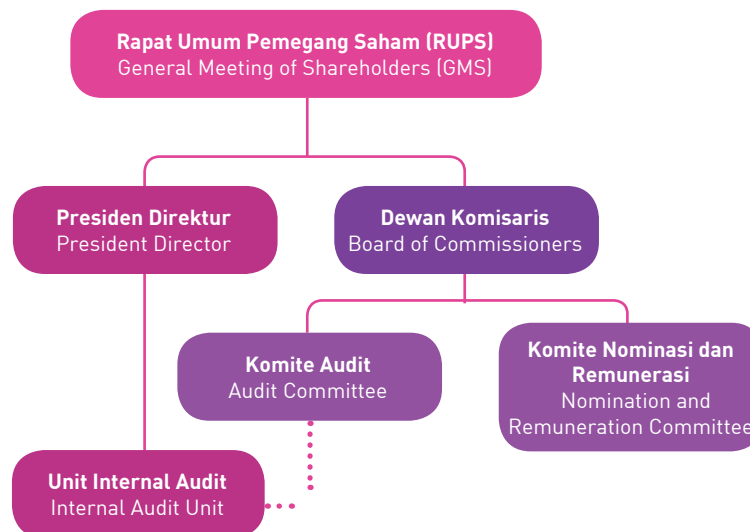 Rapat Umum Pemegang Saham (RUPS)
General Meeting of Shareholders (GMS)
Presiden Direktur
President Director
Dewan Komisaris
Board of Commissioners
Komite Audit
Audit Committee
Komite Nominasi dan
Remunerasi
Nomination and
Remuneration Committee
Unit Internal Audit
Internal Audit Unit